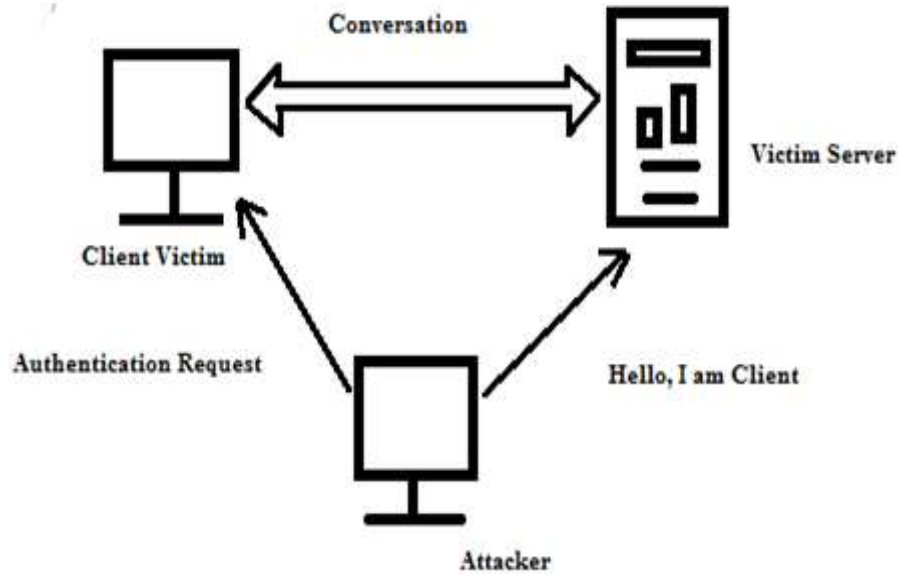 Conversation
Victim Server
Client Victim
Authentication Request
Hello, I am Client
Attacker